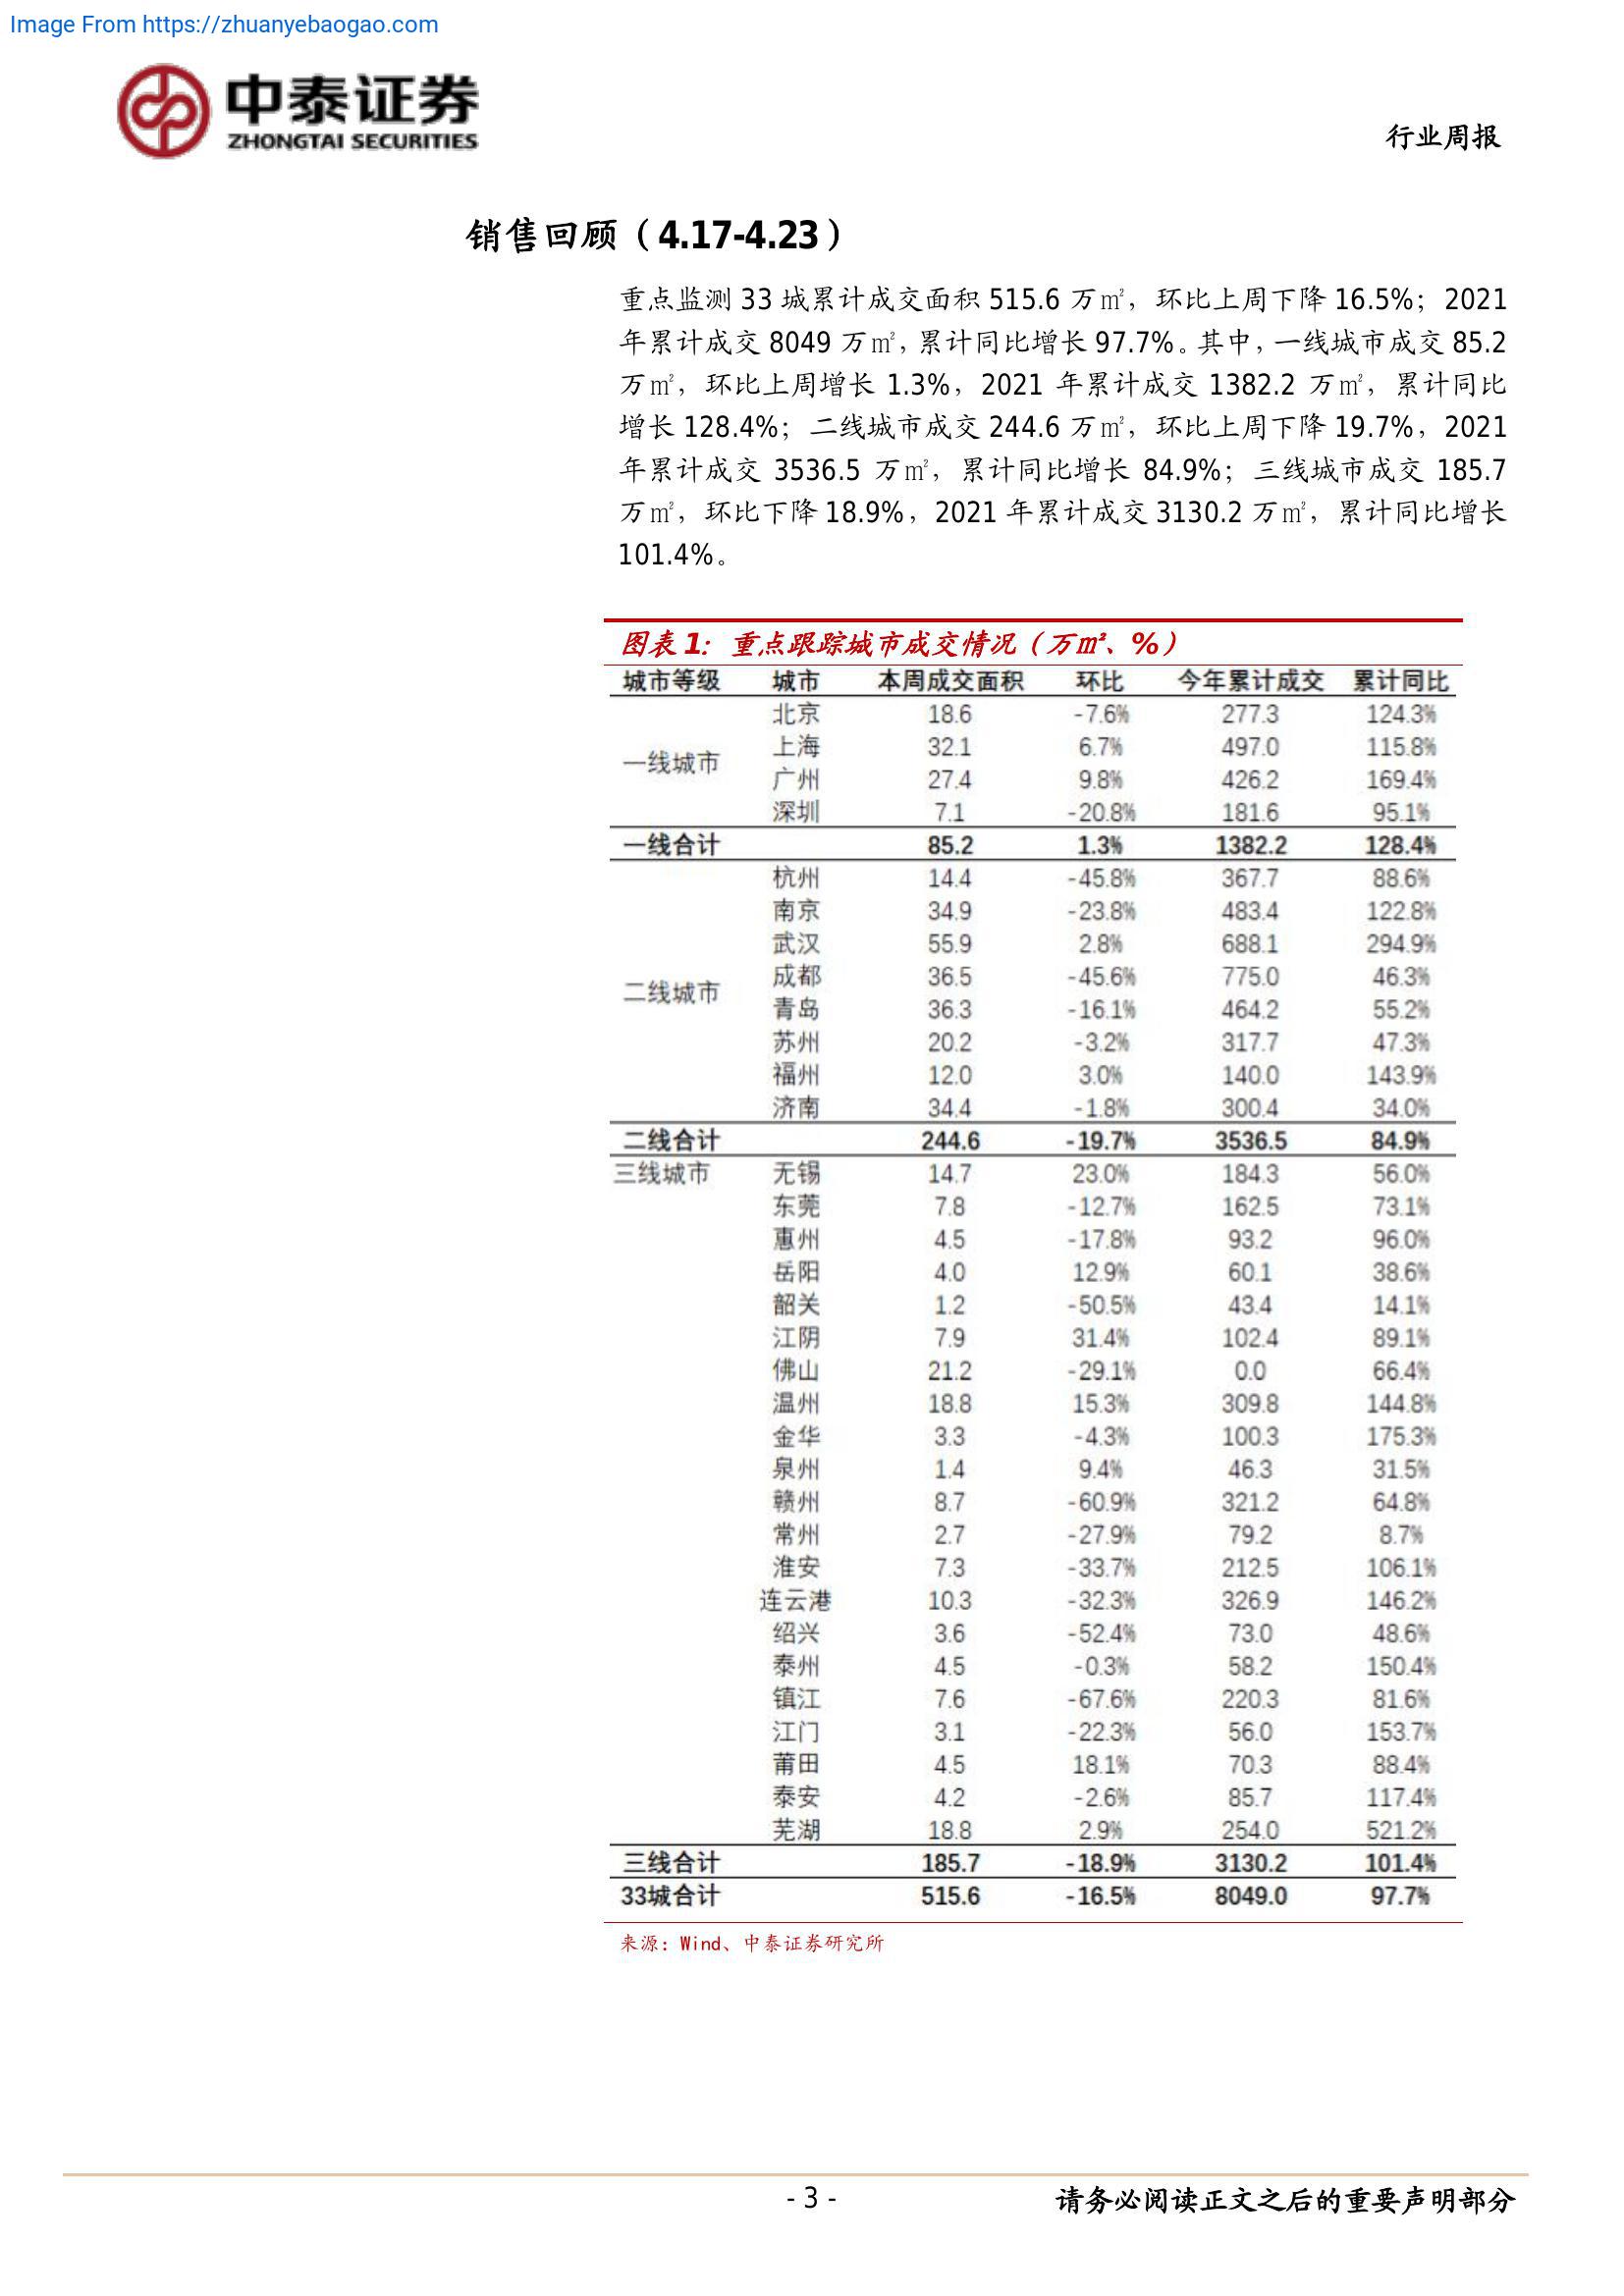 Image From https://zhuanyebaogao.com
中泰证券
ZHONGTAI SECURITIES
行业周报
销售回顾（4.17-4.23）
重点监测 33 城累计成交面积 515.6 万㎡，环比上周下降 16.5%；2021
年累计成交 8049 万㎡，累计同比增长 97.7%。其中，一线城市成交 85.2
万㎡，环比上周增长 1.3%，2021 年累计成交 1382.2 万㎡，累计同比
增长 128.4%；二线城市成交 244.6 万㎡，环比上周下降 19.7%，2021
年累计成交 3536.5 万㎡，累计同比增长 84.9%；三线城市成交 185.7
万㎡，环比下降 18.9%，2021 年累计成交 3130.2 万㎡，累计同比增长
101.4%。
图表 1：重点跟踪城市成交情况（万㎡、%）
城市等级 城市 本周成交面积 环比 今年累计成交 累计同比
北京 18.6 -7.6% 277.3 124.3%
上海 32.1 6.7% 497.0 115.8%
一线城市
广州 27.4 9.8% 426.2 169.4%
深圳 7.1 -20.8% 181.6 95.1%
一线合计 85.2 1.3% 1382.2 128.4%
杭州 14.4 -45.8% 367.7 88.6%
南京 34.9 -23.8% 483.4 122.8%
武汉 55.9 2.8% 688.1 294.9%
成都 36.5 -45.6% 775.0 46.3%
二线城市
青岛 36.3 -16.1% 464.2 55.2%
苏州 20.2 -3.2% 317.7 47.3%
福州 12.0 3.0% 140.0 143.9%
济南 34.4 -1.8% 300.4 34.0%
二线合计 244.6 -19.7% 3536.5 84.9%
三线城市 无锡 14.7 23.0% 184.3 56.0%
东莞 7.8 -12.7% 162.5 73.1%
惠州 4.5 -17.8% 93.2 96.0%
岳阳 4.0 12.9% 60.1 38.6%
韶关 1.2 -50.5% 43.4 14.1%
江阴 7.9 31.4% 102.4 89.1%
佛山 21.2 -29.1% 0.0 66.4%
温州 18.8 15.3% 309.8 144.8%
金华 3.3 -4.3% 100.3 175.3%
泉州 1.4 9.4% 46.3 31.5%
赣州 8.7 -60.9% 321.2 64.8%
常州 2.7 -27.9% 79.2 8.7%
淮安 7.3 -33.7% 212.5 106.1%
连云港 10.3 -32.3% 326.9 146.2%
绍兴 3.6 -52.4% 73.0 48.6%
泰州 4.5 -0.3% 58.2 150.4%
镇江 7.6 -67.6% 220.3 81.6%
江门 3.1 -22.3% 56.0 153.7%
莆田 4.5 18.1% 70.3 88.4%
泰安 4.2 -2.6% 85.7 117.4%
芜湖 18.8 2.9% 254.0 521.2%
三线合计 185.7 -18.9% 3130.2 101.4%
33城合计 515.6 -16.5% 8049.0 97.7%
来源：Wind、中泰证券研究所
- 3 -
请务必阅读正文之后的重要声明部分